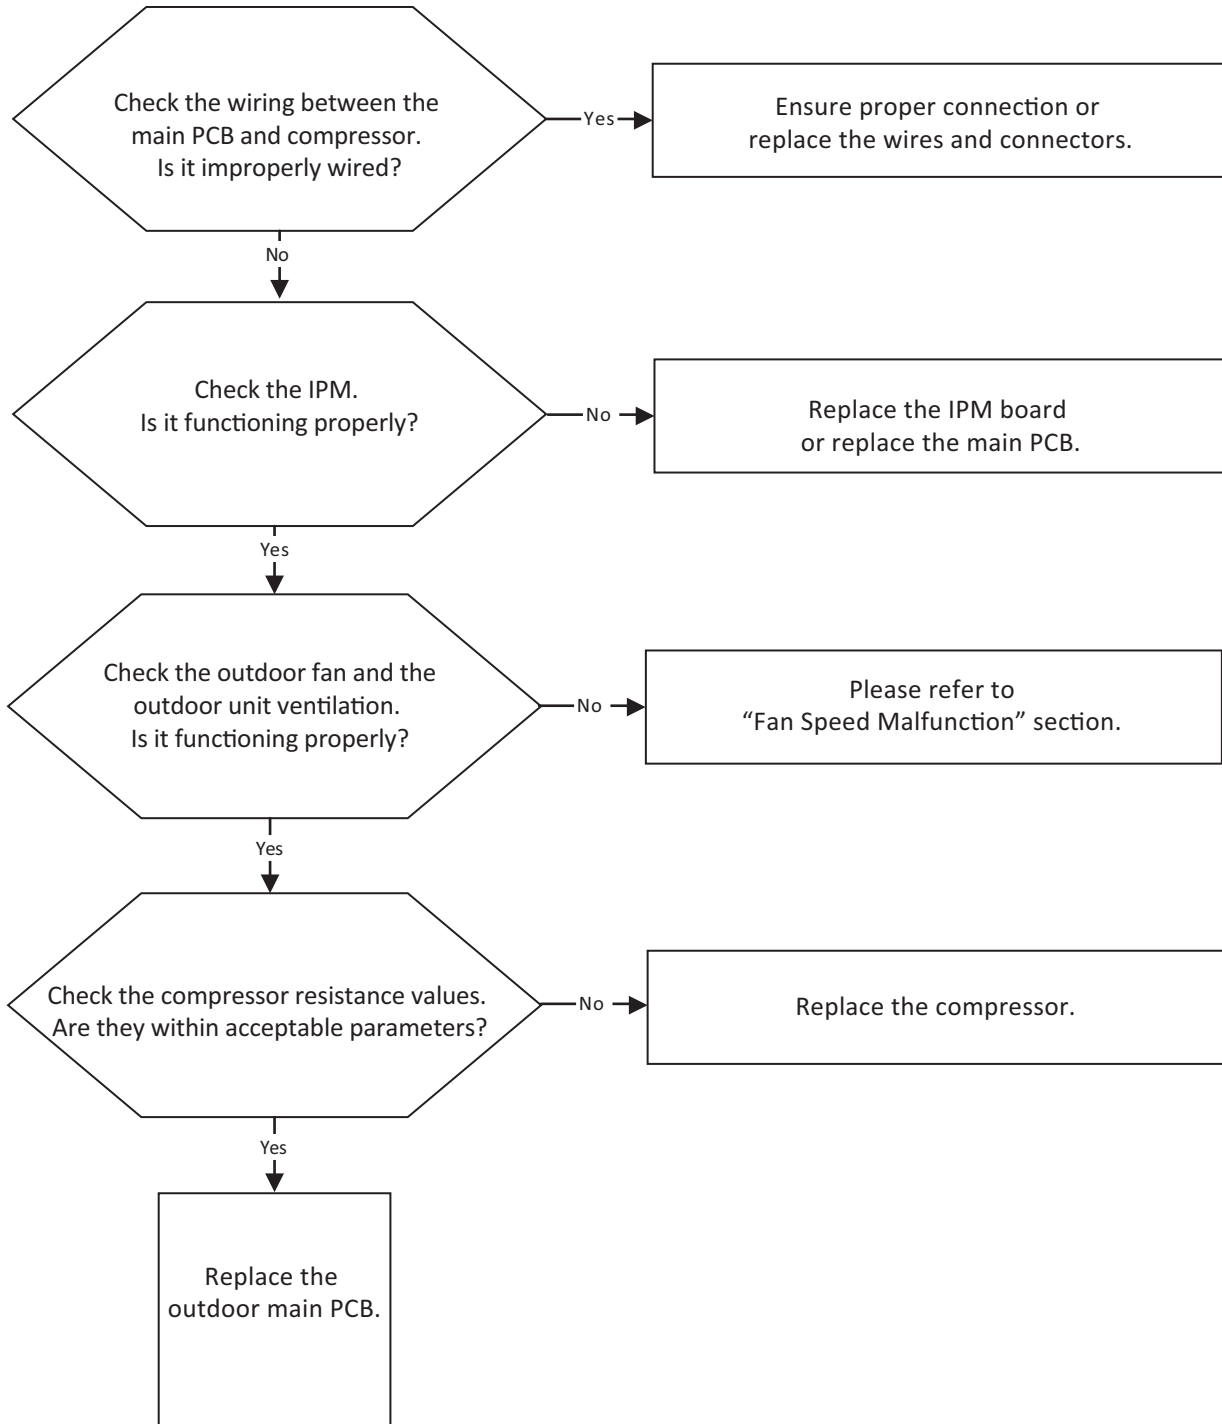 Check the wiring between the
main PCB and compressor.
Is it improperly wired?
Yes
Ensure proper connection or
replace the wires and connectors.
No
Check the IPM.
Is it functioning properly?
No
Replace the IPM board
or replace the main PCB.
Yes
Check the outdoor fan and the
outdoor unit ventilation.
Is it functioning properly?
No
Please refer to
“Fan Speed Malfunction” section.
Yes
Check the compressor resistance values.
Are they within acceptable parameters?
No
Replace the compressor.
Yes
Replace the
outdoor main PCB.